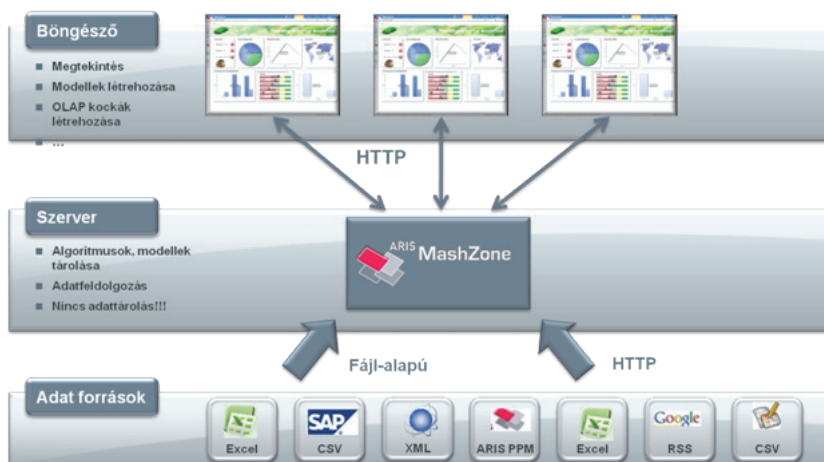 Böngésző
Megtekintés
Modellek létrehozása
OLAP kockák
létrehozása
...
HTTP
Szerver
Algoritmusok, modellek
tárolása
Adatfeldolgozás
Nincs adattárolás!!!
ARIS MashZone
Fájl-alapú
HTTP
Adat források
Excel
SAP
CSV
XML
ARIS PPM
Excel
Google
RSS
CSV